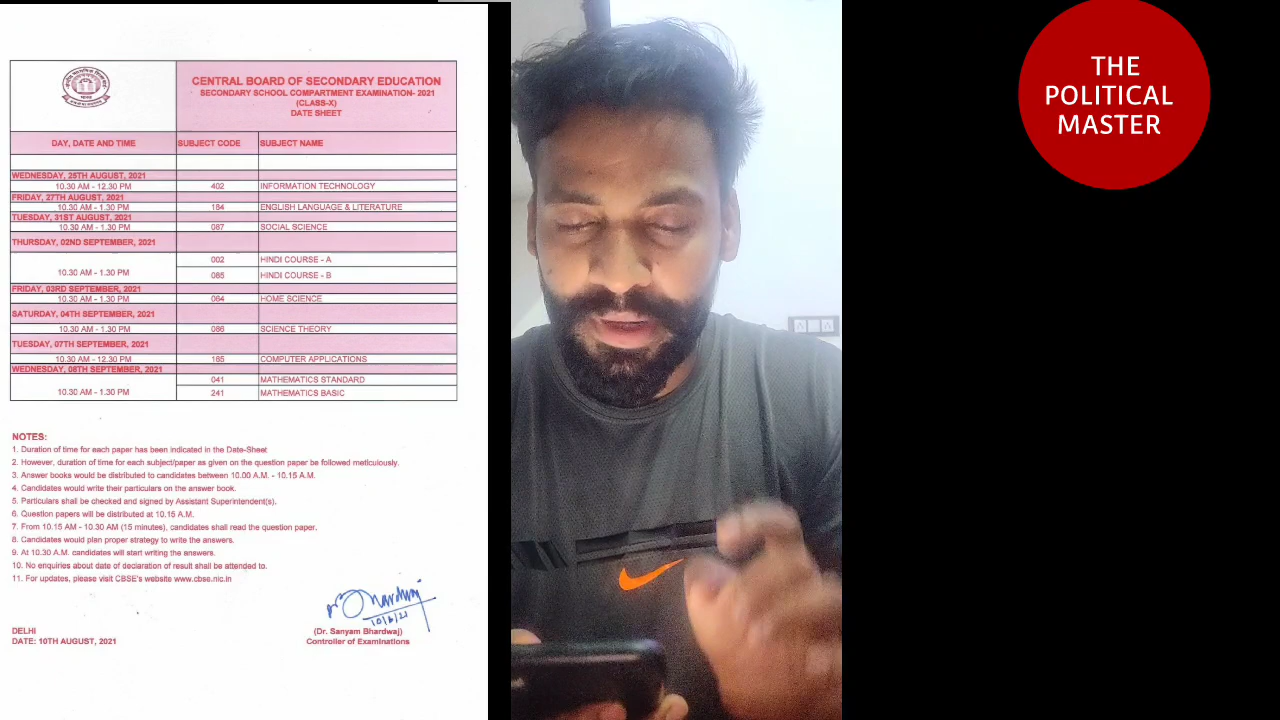 CENTRAL BOARD OF SECONDARY EDUCATION
SECONDARY SCHOOL COMPARTMENT EXAMINATION- 2021
(CLASS-X)
DATE SHEET
DAY, DATE AND TIME SUBJECT CODE SUBJECT NAME
WEDNESDAY, 25TH AUGUST, 2021
10.30 AM - 12.30 PM 402 INFORMATION TECHNOLOGY
FRIDAY, 27TH AUGUST, 2021
10.30 AM - 1.30 PM 184 ENGLISH LANGUAGE & LITERATURE
TUESDAY, 31ST AUGUST, 2021
10.30 AM - 1.30 PM 087 SOCIAL SCIENCE
THURSDAY, 02ND SEPTEMBER, 2021
002 HINDI COURSE - A
10.30 AM - 1.30 PM
085 HINDI COURSE - B
FRIDAY, 03RD SEPTEMBER, 2021
10.30 AM - 1.30 PM 064 HOME SCIENCE
SATURDAY, 04TH SEPTEMBER, 2021
10.30 AM - 1.30 PM 086 SCIENCE THEORY
TUESDAY, 07TH SEPTEMBER, 2021
10.30 AM - 12.30 PM 165 COMPUTER APPLICATIONS
WEDNESDAY, 08TH SEPTEMBER, 2021
041 MATHEMATICS STANDARD
10.30 AM - 1.30 PM
241 MATHEMATICS BASIC
NOTES:
1. Duration of time for each paper has been indicated in the Date-Sheet
2. However, duration of time for each subject/paper as given on the question paper be followed meticulously.
3. Answer books would be distributed to candidates between 10.00 A.M. - 10.15 A.M.
4. Candidates would write their particulars on the answer book.
5. Particulars shall be checked and signed by Assistant Superintendent(s).
6. Question papers will be distributed at 10.15 A.M.
7. From 10.15 AM - 10.30 AM (15 minutes), candidates shall read the question paper.
8. Candidates would plan proper strategy to write the answers.
9. At 10.30 A.M. candidates will start writing the answers.
10. No enquiries about date of declaration of result shall be attended to.
11. For updates, please visit CBSE's website www.cbse.nic.in
DELHI
DATE: 10TH AUGUST, 2021
(Dr. Sanyam Bhardwaj)
Controller of Examinations
THE
POLITICAL
MASTER